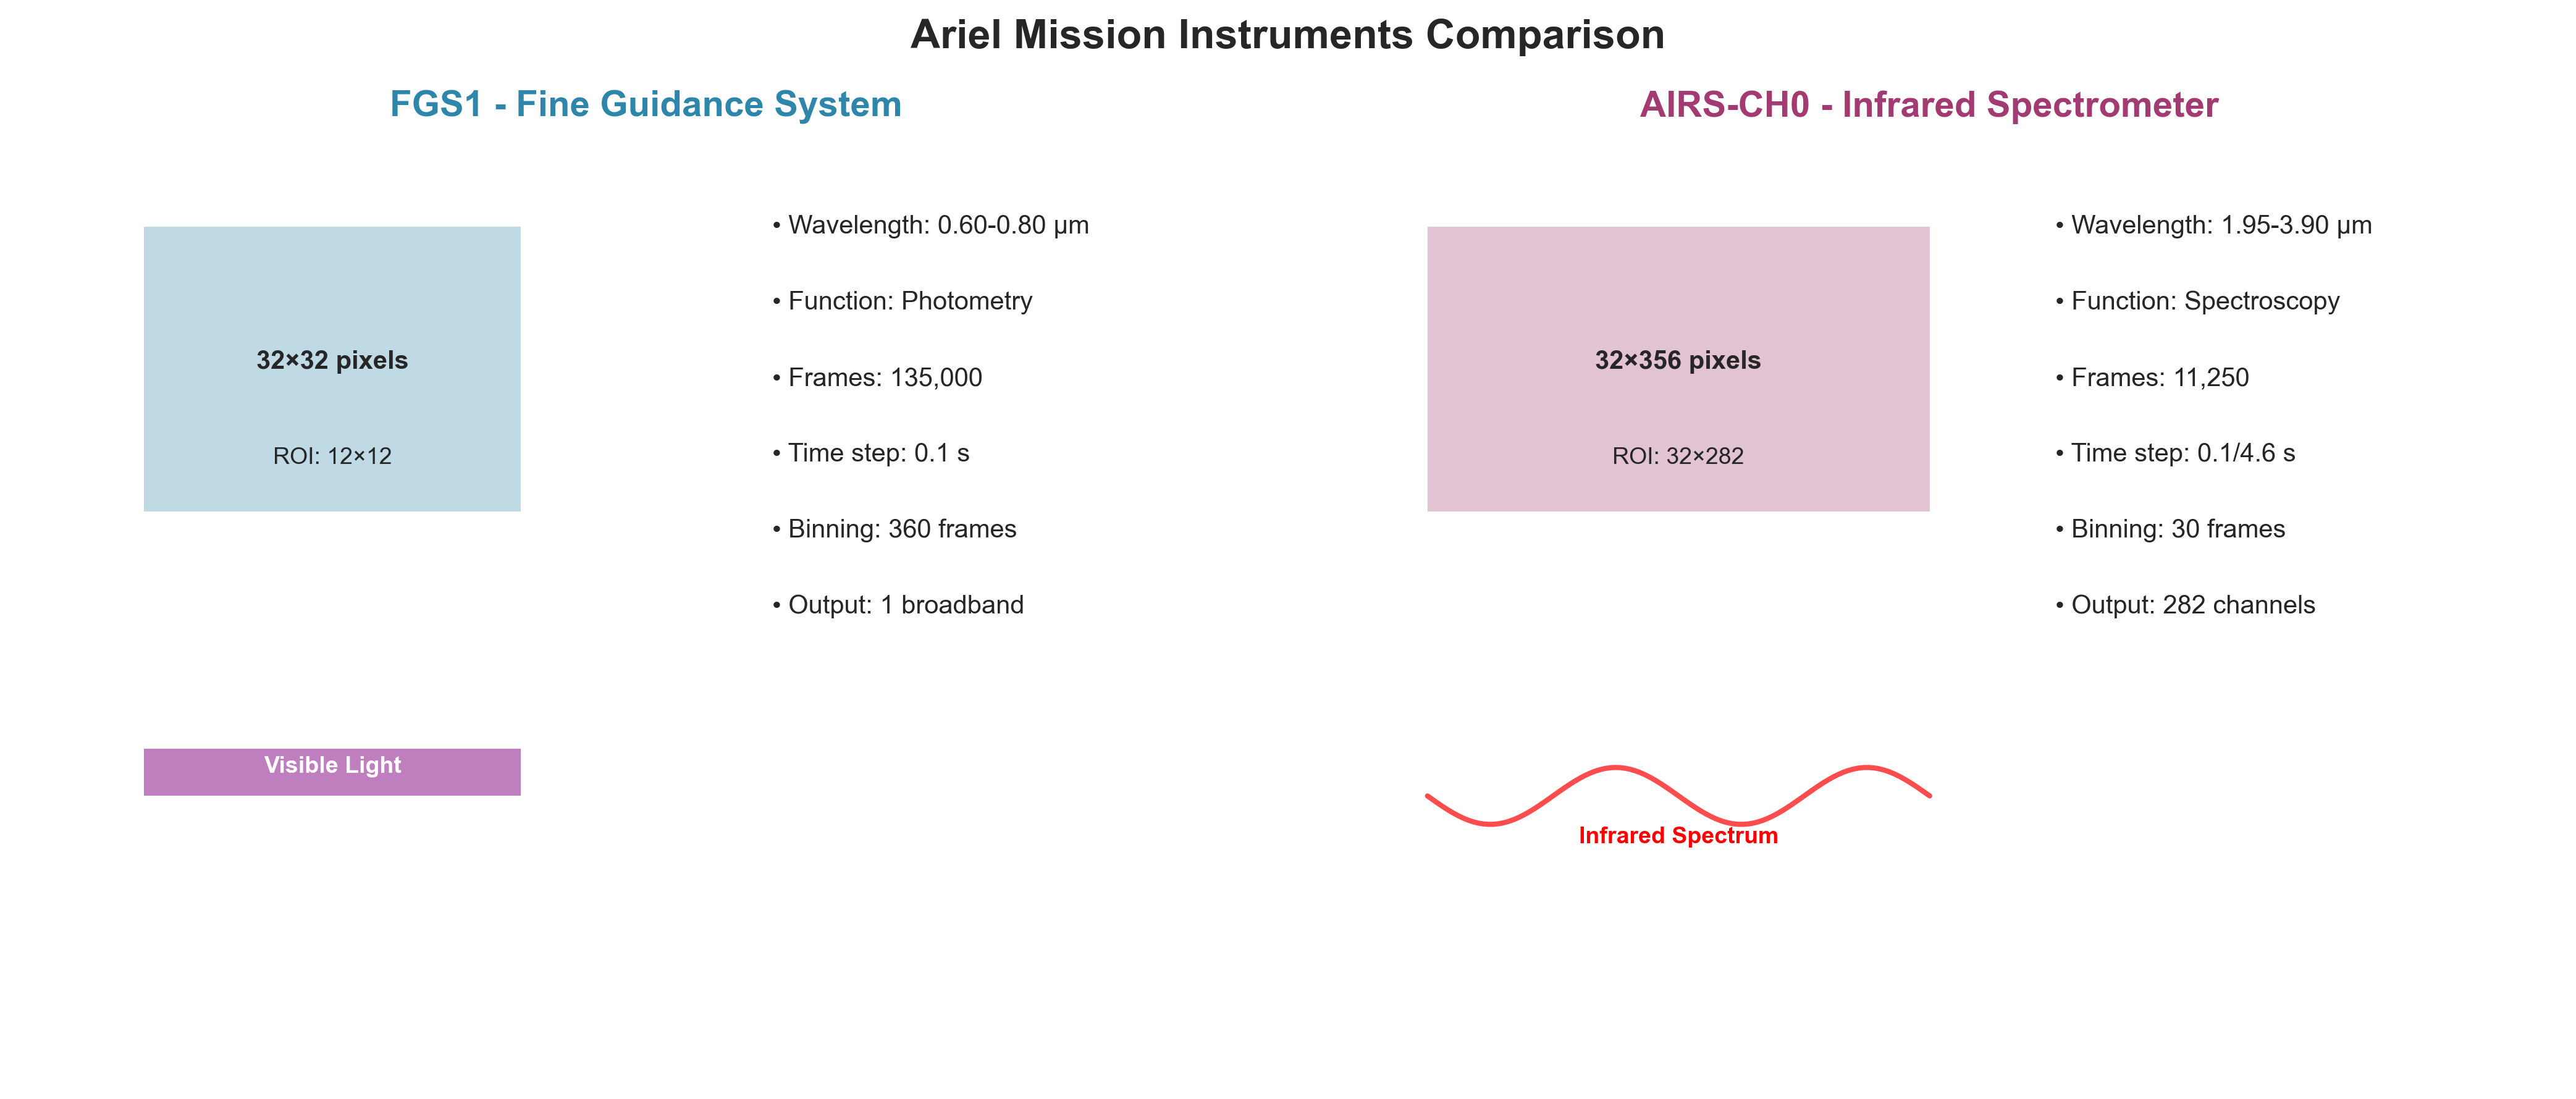 Ariel Mission Instruments Comparison
FGS1 - Fine Guidance System
32×32 pixels
ROI: 12×12
• Wavelength: 0.60-0.80 μm
• Function: Photometry
• Frames: 135,000
• Time step: 0.1 s
• Binning: 360 frames
• Output: 1 broadband
Visible Light
AIRS-CH0 - Infrared Spectrometer
32×356 pixels
ROI: 32×282
• Wavelength: 1.95-3.90 μm
• Function: Spectroscopy
• Frames: 11,250
• Time step: 0.1/4.6 s
• Binning: 30 frames
• Output: 282 channels
Infrared Spectrum